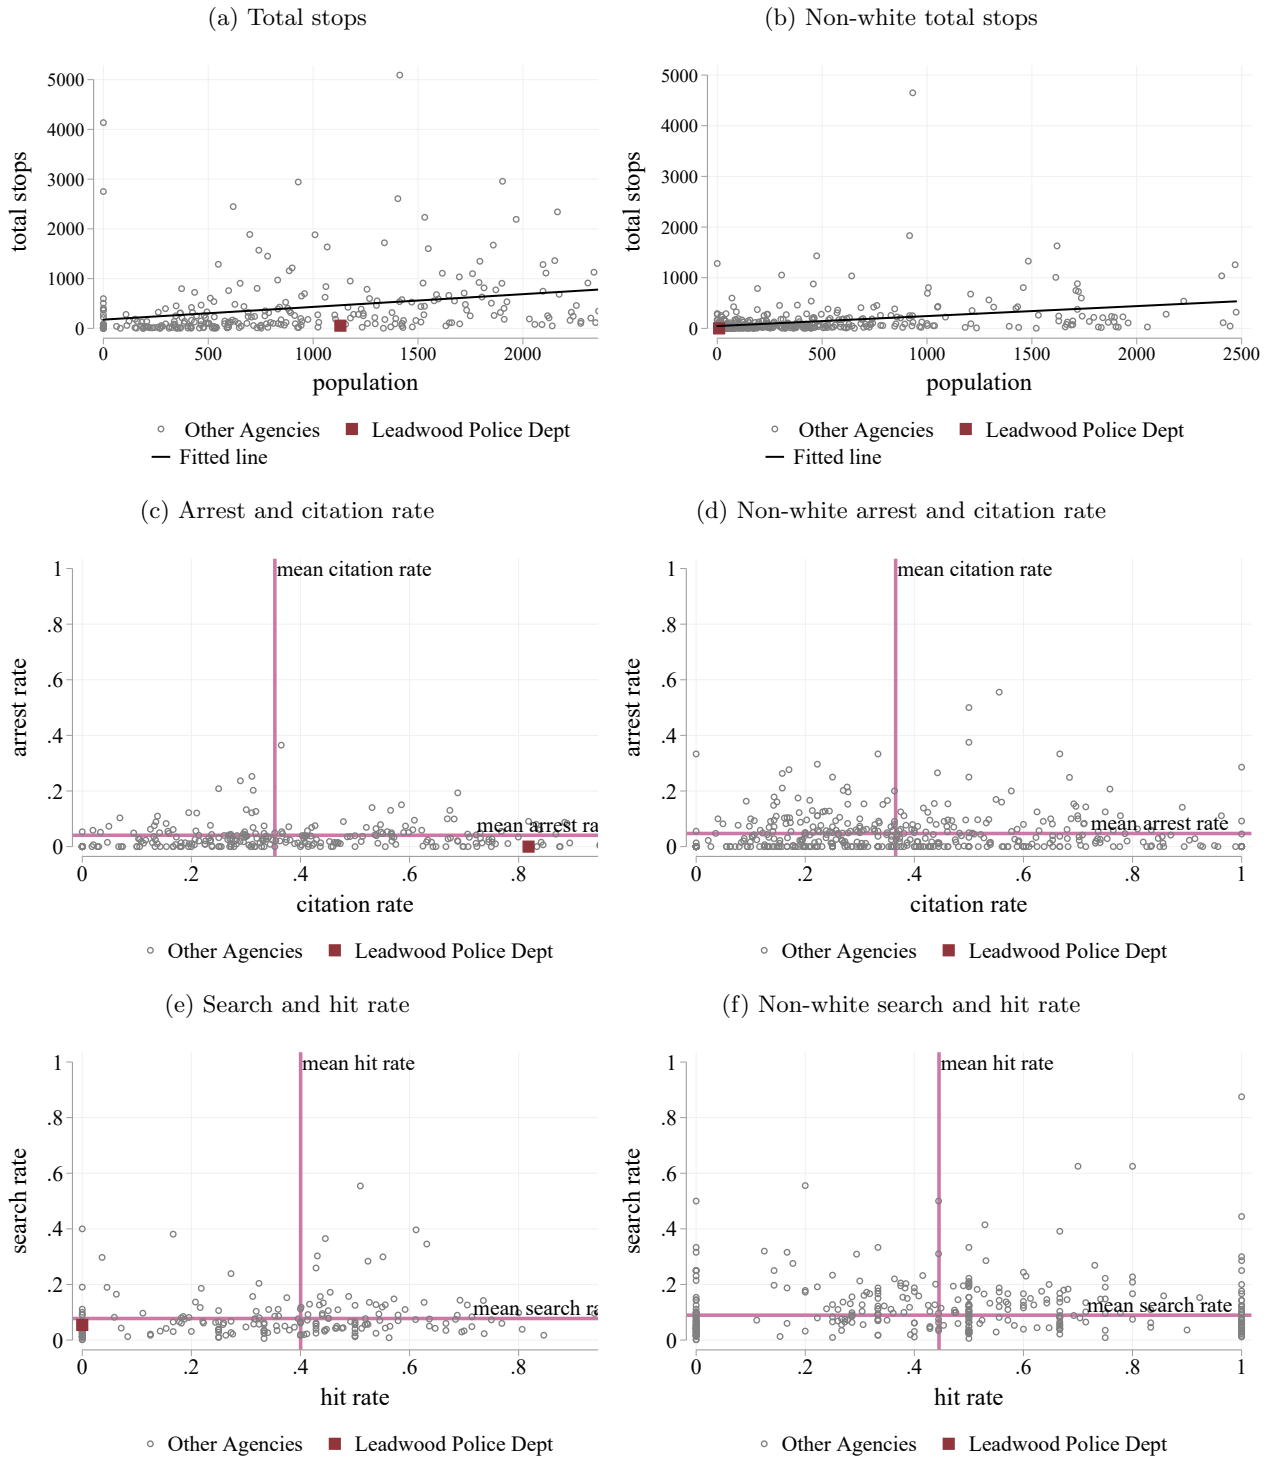 (a) Total stops
(b) Non-white total stops
total stops
5000
4000
3000
2000
1000
0
0 500 1000 1500 2000
population
Other Agencies Leadwood Police Dept
Fitted line
total stops
5000
4000
3000
2000
1000
0
0 500 1000 1500 2000 2500
population
Other Agencies Leadwood Police Dept
Fitted line
(c) Arrest and citation rate
(d) Non-white arrest and citation rate
arrest rate
1
.8
.6
.4
.2
0
mean citation rate
mean arrest ra
0 .2 .4 .6 .8
citation rate
Other Agencies Leadwood Police Dept
arrest rate
1
.8
.6
.4
.2
0
mean citation rate
mean arrest rate
0 .2 .4 .6 .8 1
citation rate
Other Agencies Leadwood Police Dept
(e) Search and hit rate
(f) Non-white search and hit rate
search rate
1
.8
.6
.4
.2
0
mean hit rate
mean search ra
0 .2 .4 .6 .8
hit rate
Other Agencies Leadwood Police Dept
search rate
1
.8
.6
.4
.2
0
mean hit rate
mean search rate
0 .2 .4 .6 .8 1
hit rate
Other Agencies Leadwood Police Dept